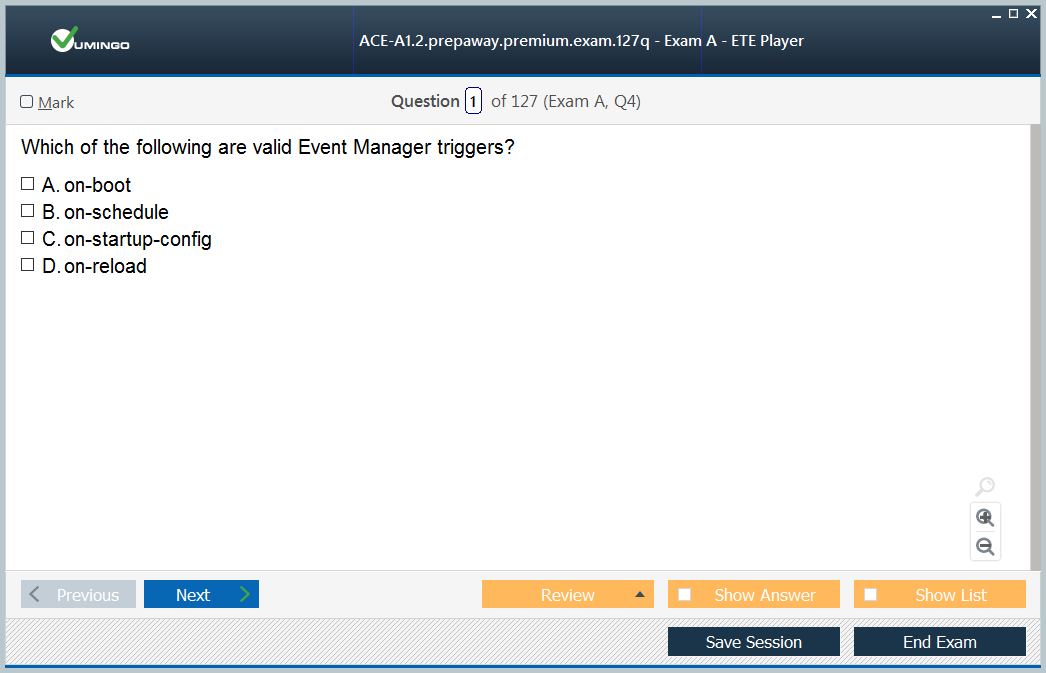 VUMINGO
ACE-A1.2.prepaway.premium.exam.127q - Exam A - ETE Player
Mark
Question 1 of 127 (Exam A, Q4)
Which of the following are valid Event Manager triggers?
A. on-boot
B. on-schedule
C. on-startup-config
D. on-reload
Previous
Next
Review
Show Answer
Show List
Save Session
End Exam